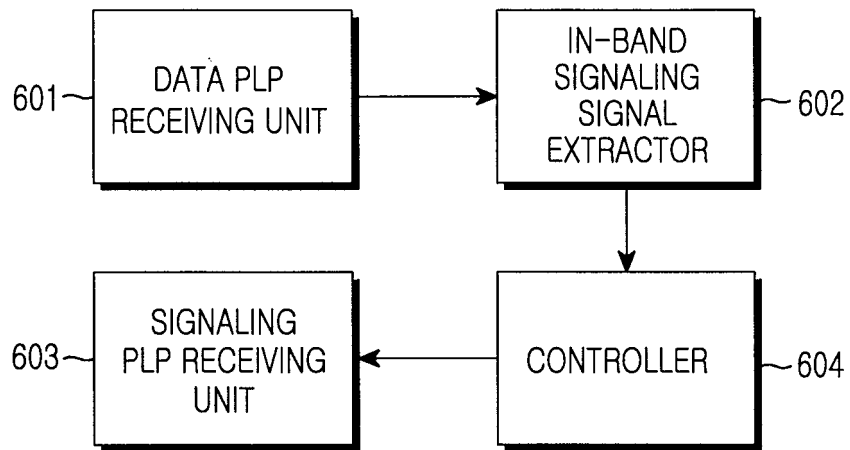 601
DATA PLP
RECEIVING UNIT
IN-BAND
SIGNALING
SIGNAL
EXTRACTOR
602
603
SIGNALING
PLP RECEIVING
UNIT
CONTROLLER
604